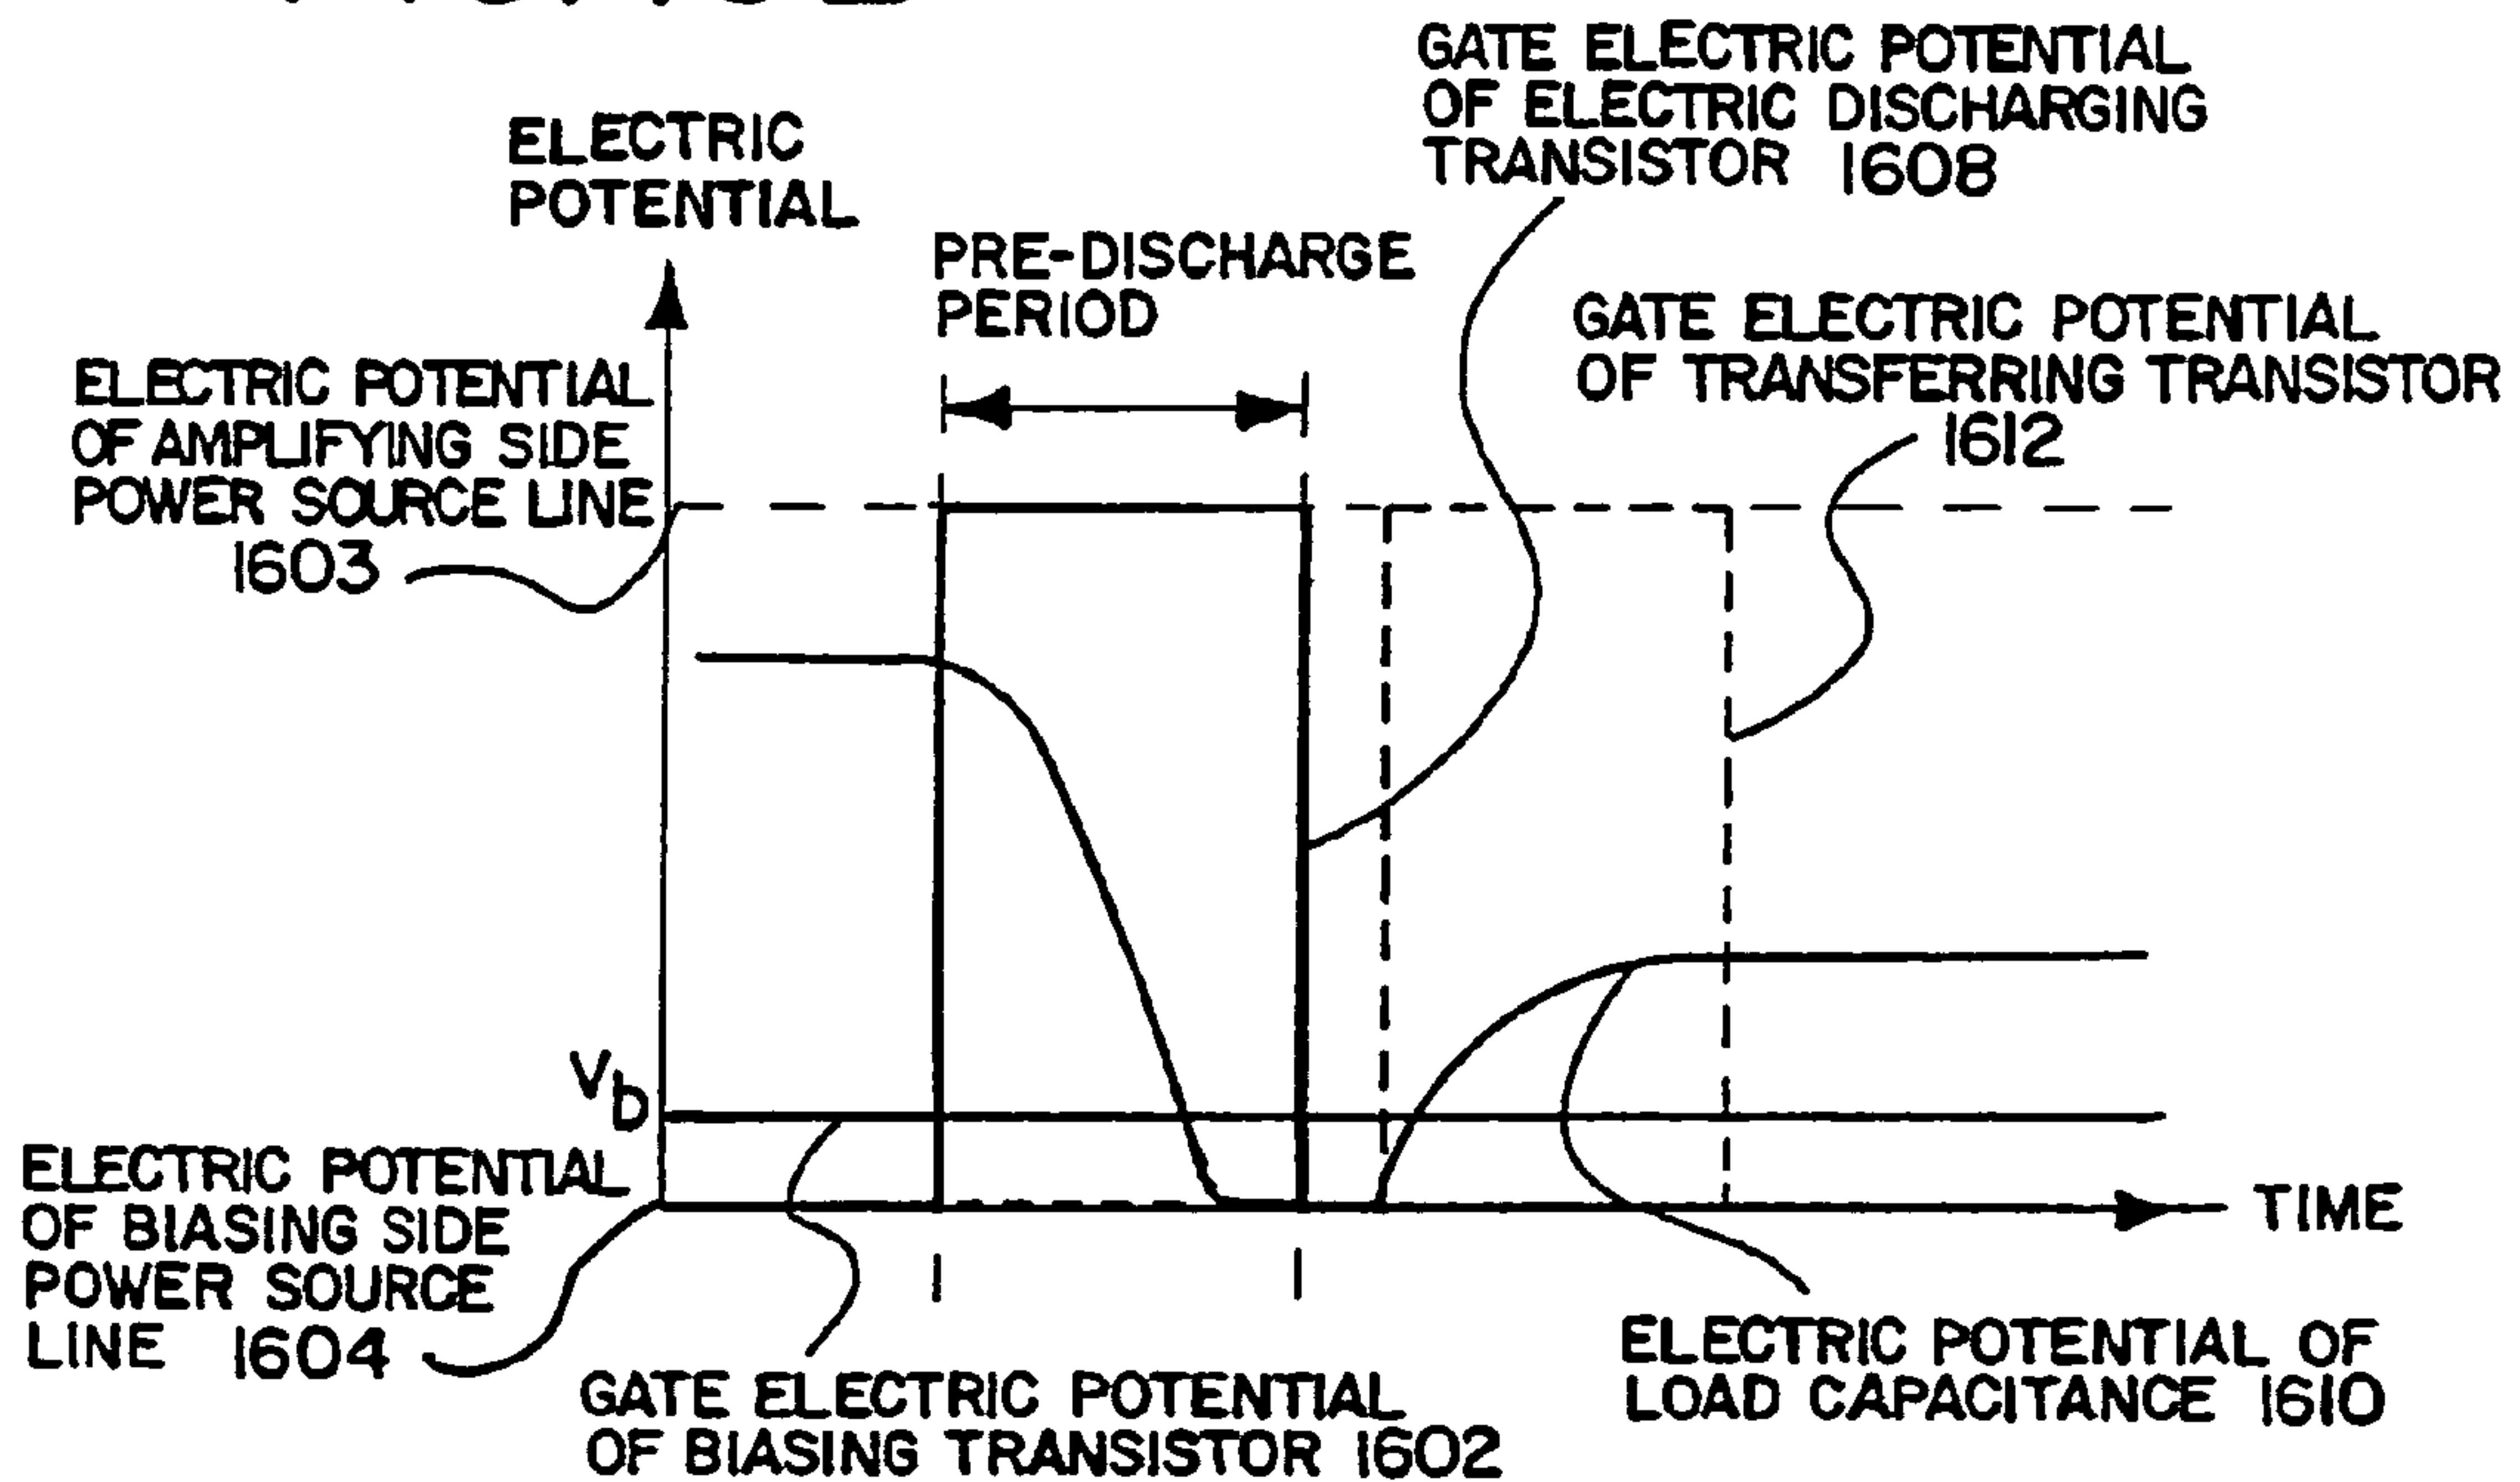 ELECTRIC
POTENTIAL
GATE ELECTRIC POTENTIAL
OF ELECTRIC DISCHARGING
TRANSISTOR 1608
PRE-DISCHARGE
PERIOD
GATE ELECTRIC POTENTIAL
OF TRANSFERRING TRANSISTOR
1612
ELECTRIC POTENTIAL
OF AMPLIFYING SIDE
POWER SOURCE LINE
1603
Vb
ELECTRIC POTENTIAL
OF BIASING SIDE
POWER SOURCE
LINE 1604
TIME
GATE ELECTRIC POTENTIAL
OF BIASING TRANSISTOR 1602
ELECTRIC POTENTIAL OF
LOAD CAPACITANCE 1610